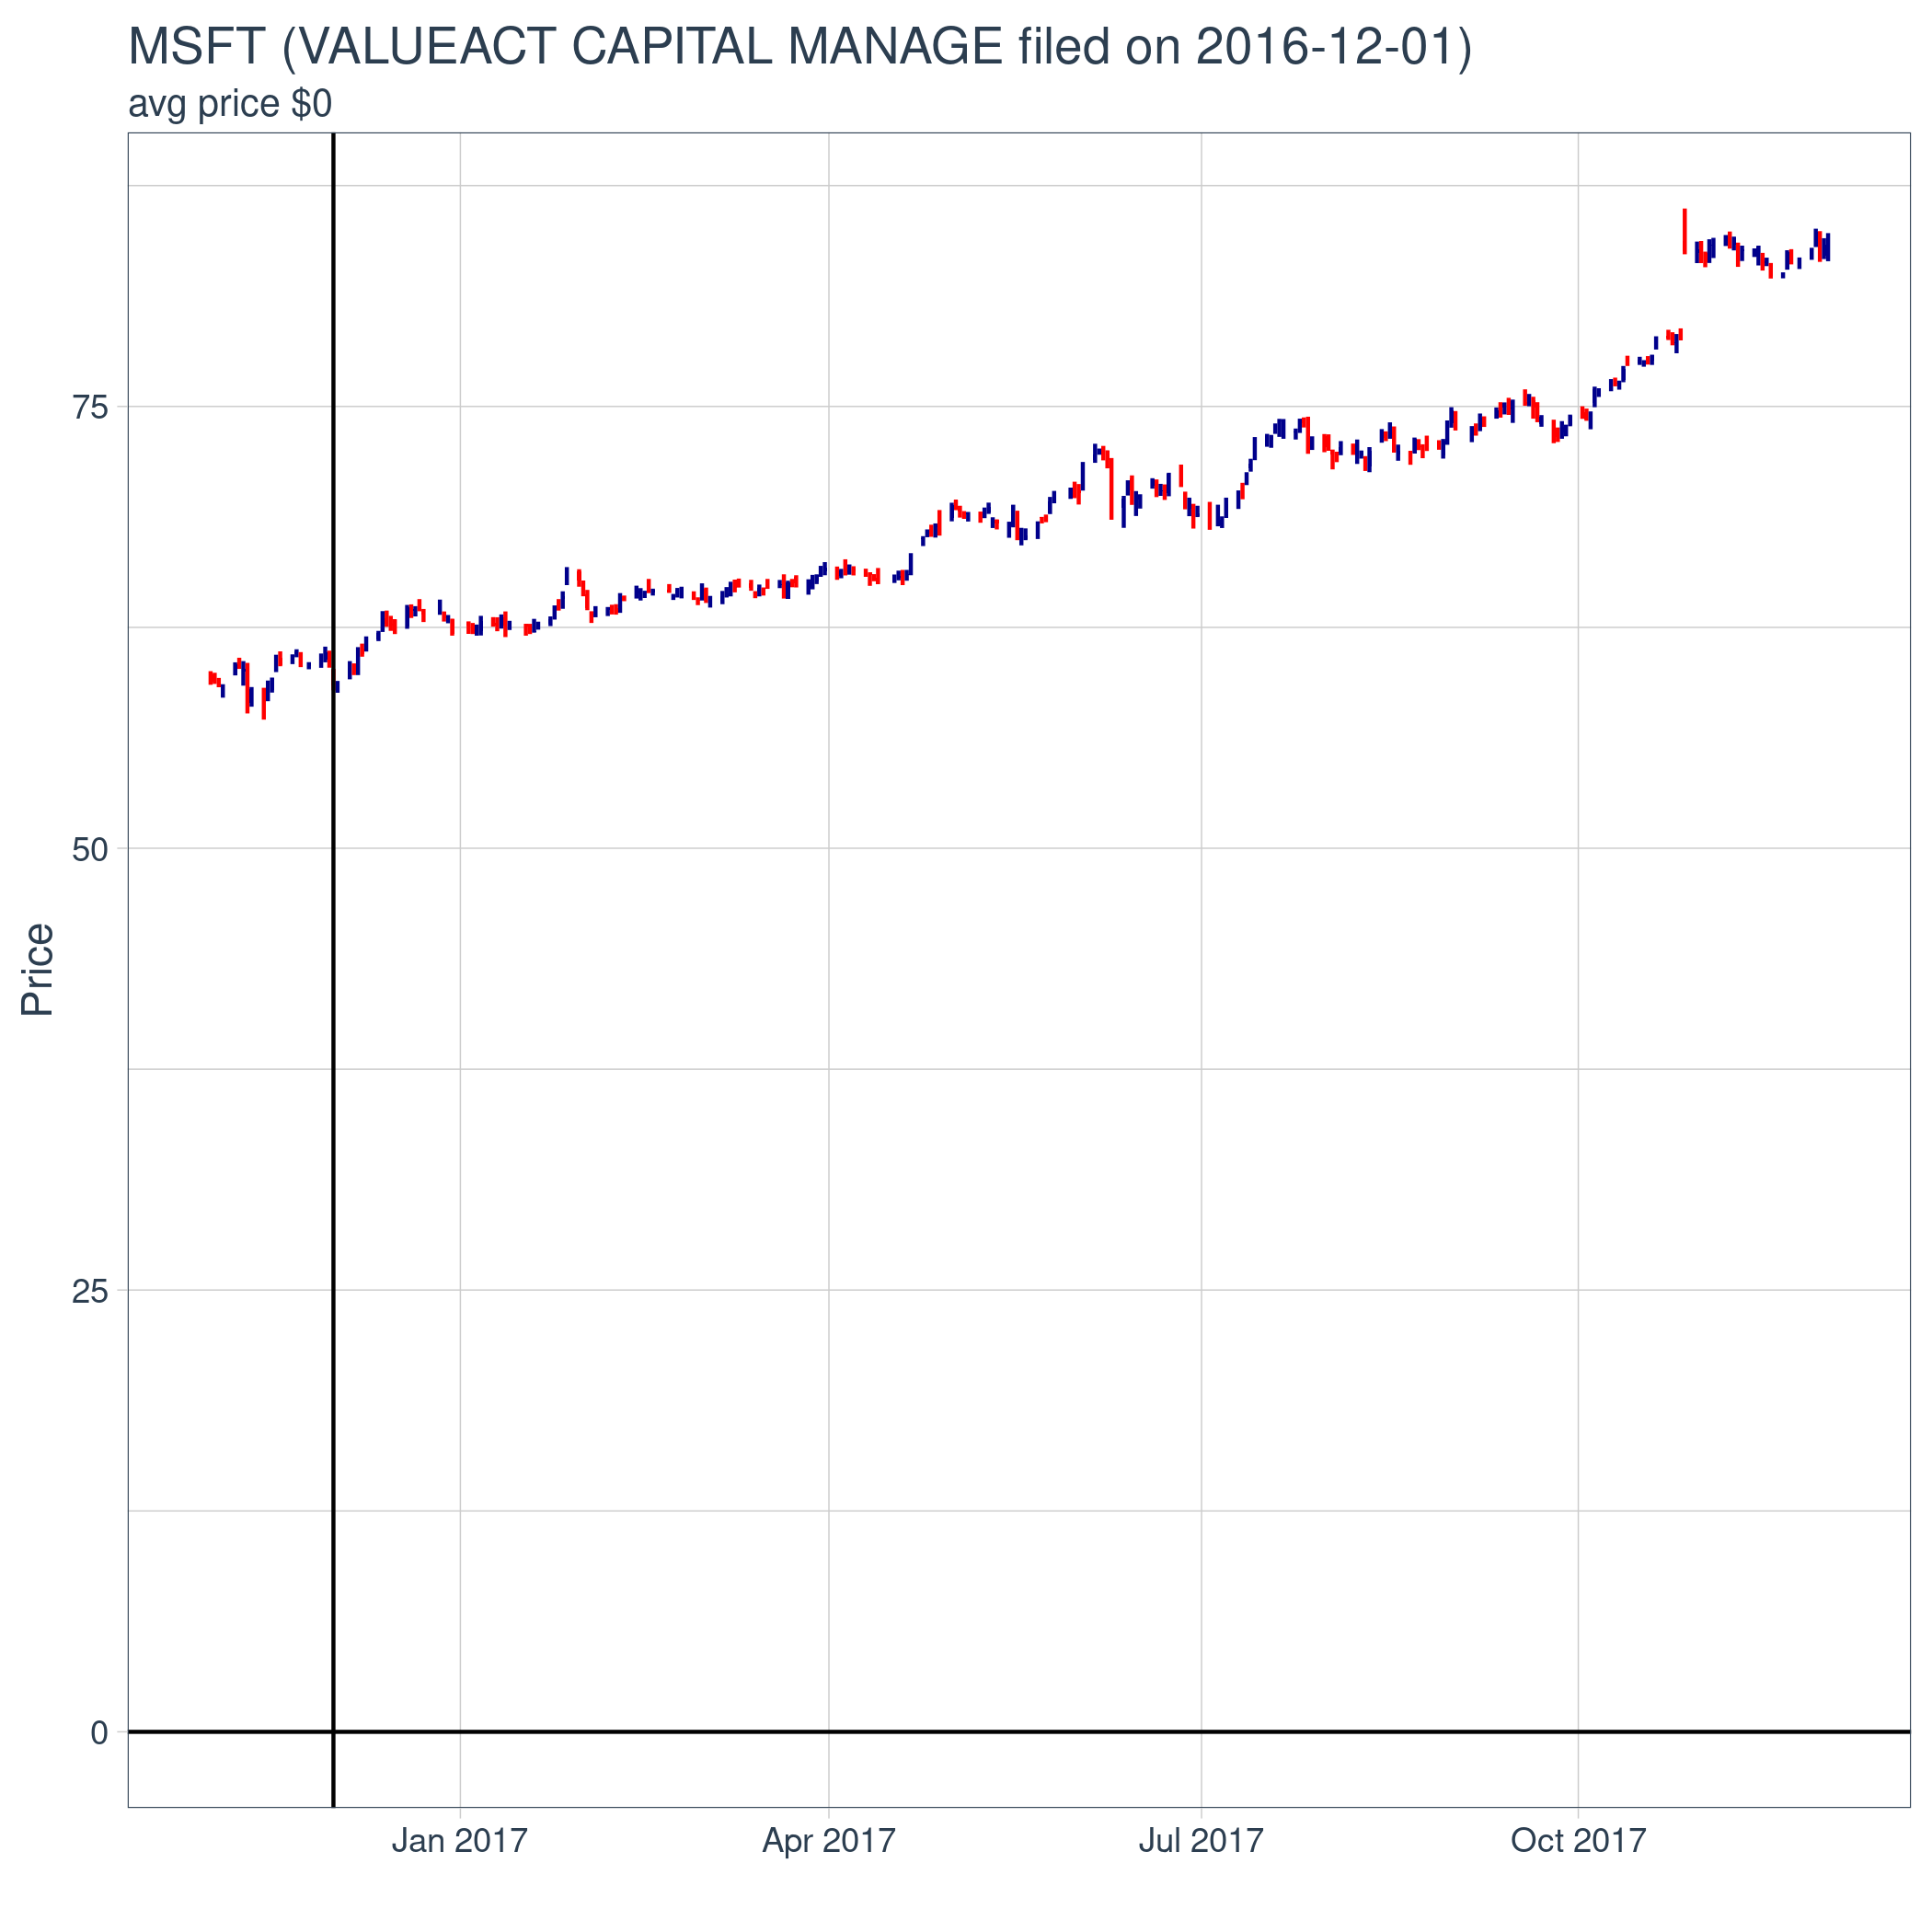 MSFT (VALUEACT CAPITAL MANAGE filed on 2016-12-01)
avg price $0
75
50
25
0
Price
Jan 2017
Apr 2017
Jul 2017
Oct 2017